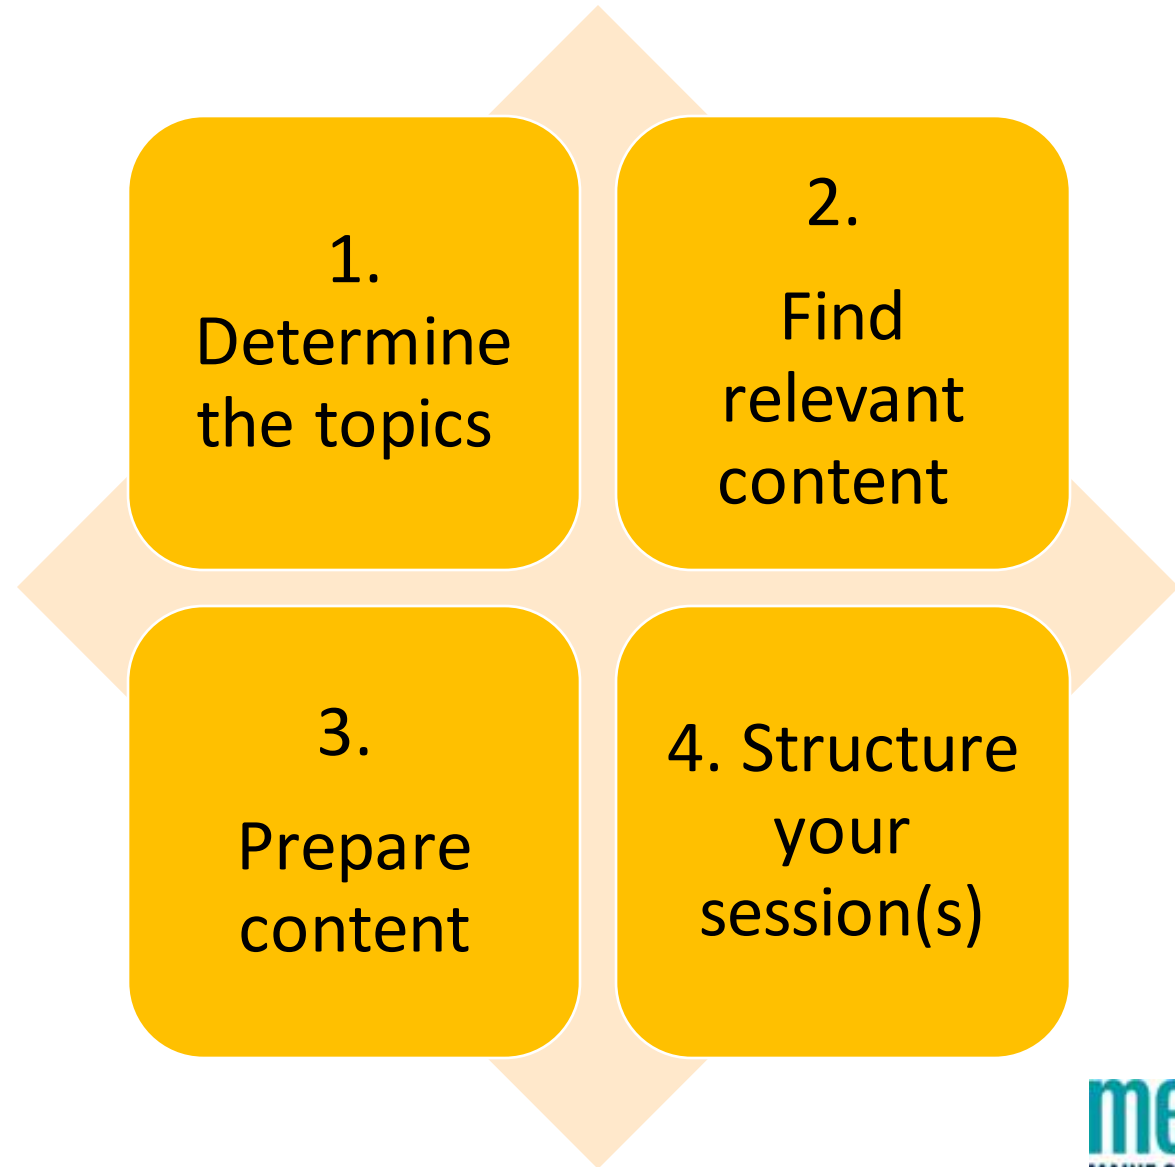 1.
Determine
the topics
2.
Find
relevant
content
3.
Prepare
content
4. Structure
your
session(s)